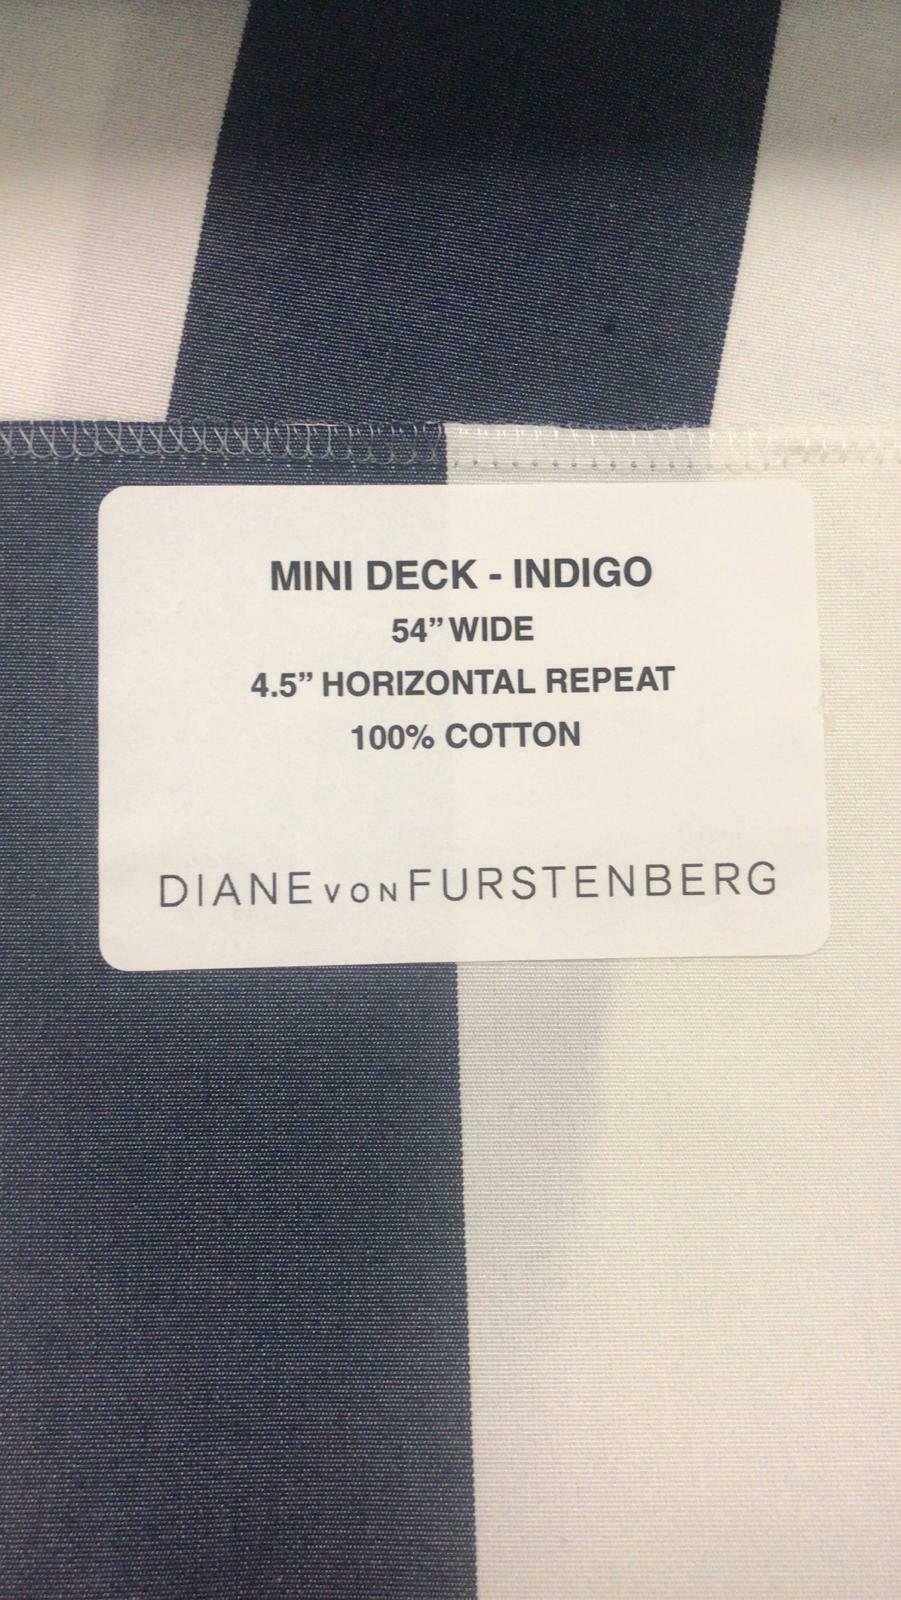 MINI DECK - INDIGO
54” WIDE
4.5” HORIZONTAL REPEAT
100% COTTON
DIANE VON FURSTENBERG